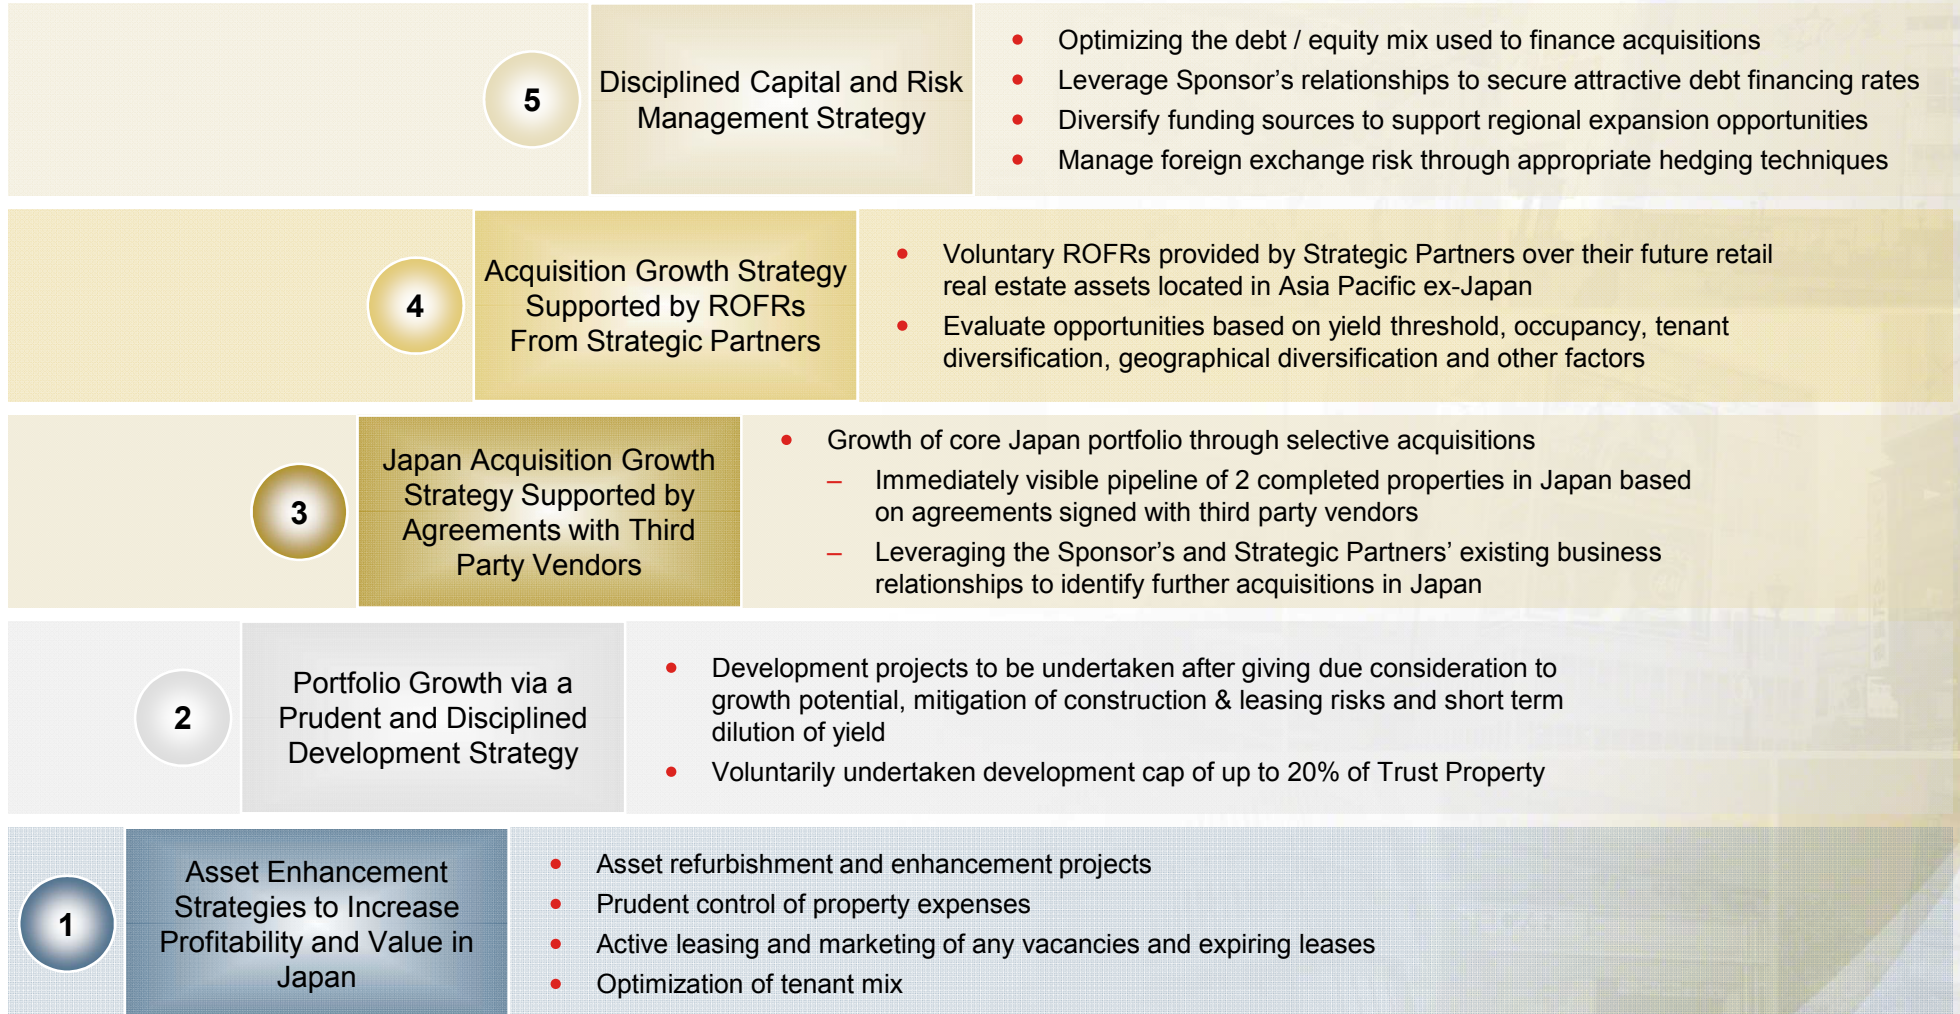 5
Disciplined Capital and Risk
Management Strategy
• Optimizing the debt / equity mix used to finance acquisitions
• Leverage Sponsor’s relationships to secure attractive debt financing rates
• Diversify funding sources to support regional expansion opportunities
• Manage foreign exchange risk through appropriate hedging techniques
4
Acquisition Growth Strategy
Supported by ROFRs
From Strategic Partners
• Voluntary ROFRs provided by Strategic Partners over their future retail
real estate assets located in Asia Pacific ex-Japan
• Evaluate opportunities based on yield threshold, occupancy, tenant
diversification, geographical diversification and other factors
3
Japan Acquisition Growth
Strategy Supported by
Agreements with Third
Party Vendors
• Growth of core Japan portfolio through selective acquisitions
– Immediately visible pipeline of 2 completed properties in Japan based
on agreements signed with third party vendors
– Leveraging the Sponsor’s and Strategic Partners’ existing business
relationships to identify further acquisitions in Japan
2
Portfolio Growth via a
Prudent and Disciplined
Development Strategy
• Development projects to be undertaken after giving due consideration to
growth potential, mitigation of construction & leasing risks and short term
dilution of yield
• Voluntarily undertaken development cap of up to 20% of Trust Property
1
Asset Enhancement
Strategies to Increase
Profitability and Value in
Japan
• Asset refurbishment and enhancement projects
• Prudent control of property expenses
• Active leasing and marketing of any vacancies and expiring leases
• Optimization of tenant mix